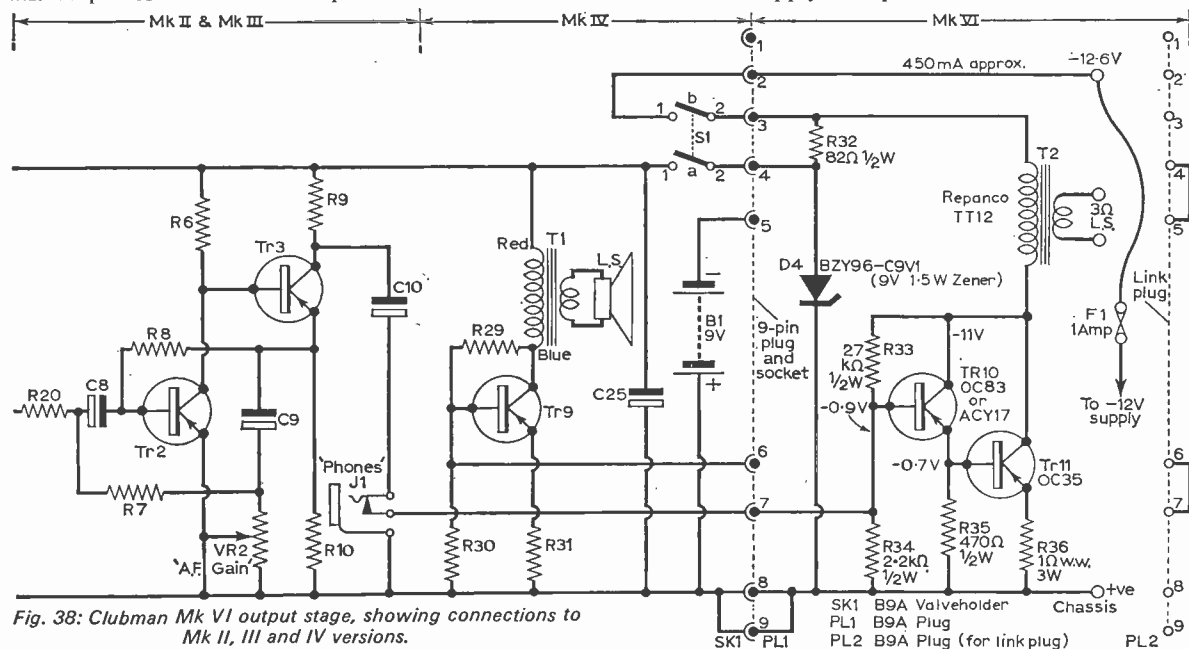 Mk II & Mk III
Mk IV
Mk VI
1
1
2
450mA approx.
-12·6V
2
1
b
2
3
S1
R32
82Ω ½W
3
T2
1
a
2
4
4
R6
R9
Repanco
TT12
3Ω
L.S.
Red
T1
L.S.
5
5
Tr3
C10
D4
BZY96-C9V1
(9V 1·5W Zener)
Link
plug
B1
9V
9-pin
plug
and
socket
F1
1Amp
R8
R29
Blue
27
kΩ
½W
R33
-11V
TR10
OC83
or
ACY17
R20
C8
C9
C25
Tr9
-0·9V
To -12V
supply
Tr2
-0·7V
Tr11
OC35
6
6
'Phones'
J1
R7
7
7
VR2
'A.F.
Gain'
R10
R30
R31
R34
2·2kΩ
½W
R35
470Ω
½W
R36
1Ω w.w.
3W
8
+ve
Chassis
8
Fig. 38: Clubman Mk VI output stage, showing connections to
Mk II, III and IV versions.
SK1
9
PL1
SK1 B9A Valveholder
PL1 B9A Plug
PL2 B9A Plug (for link plug)
PL2
9